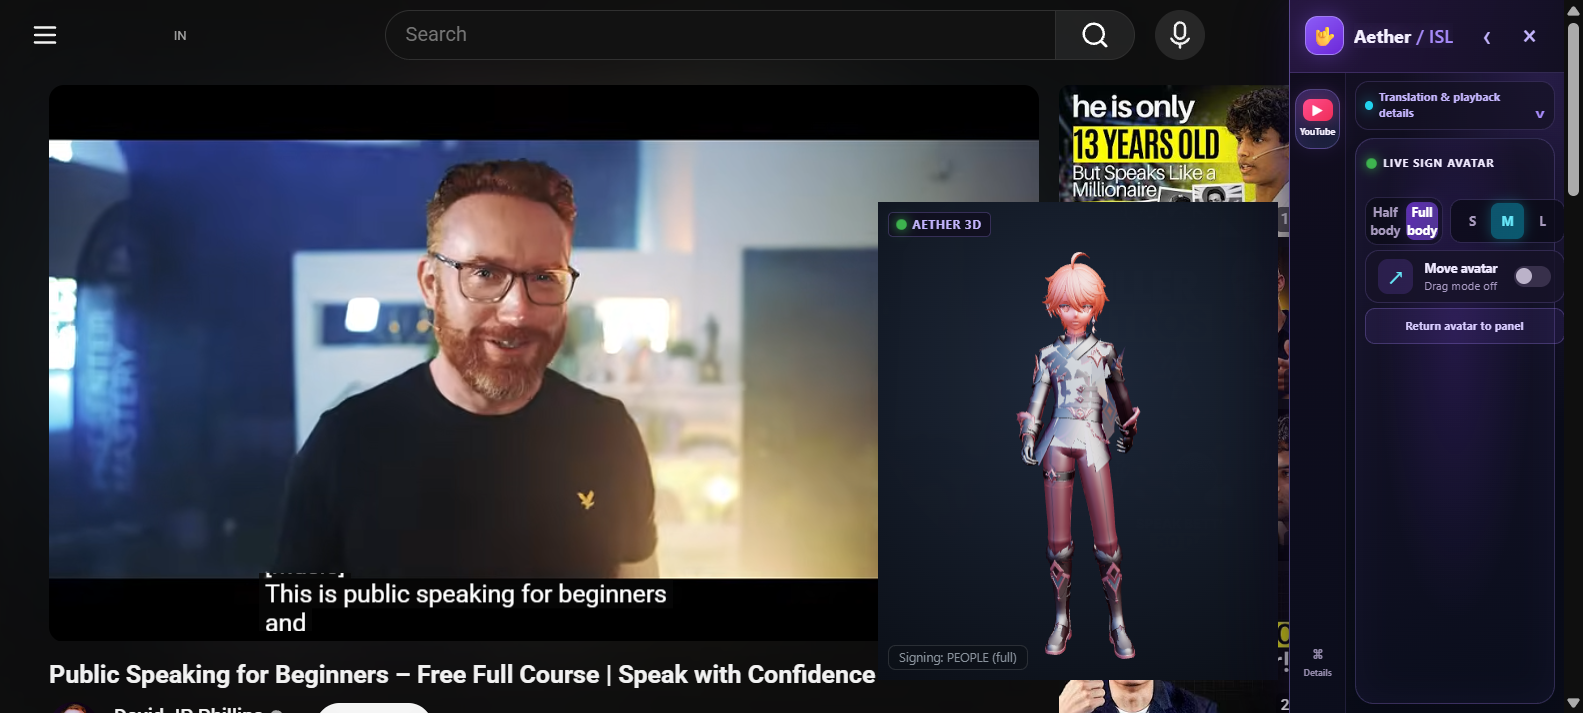 IN
Search
he is only
13 YEARS OLD
But Speaks Like a
Millionaire
This is public speaking for beginners
and
Public Speaking for Beginners – Free Full Course | Speak with Confidence
AETHER 3D
Signing: PEOPLE (full)
Aether / ISL
YouTube
Translation & playback
details
LIVE SIGN AVATAR
Half
body
Full
body
S
M
L
Move avatar
Drag mode off
Return avatar to panel
Details